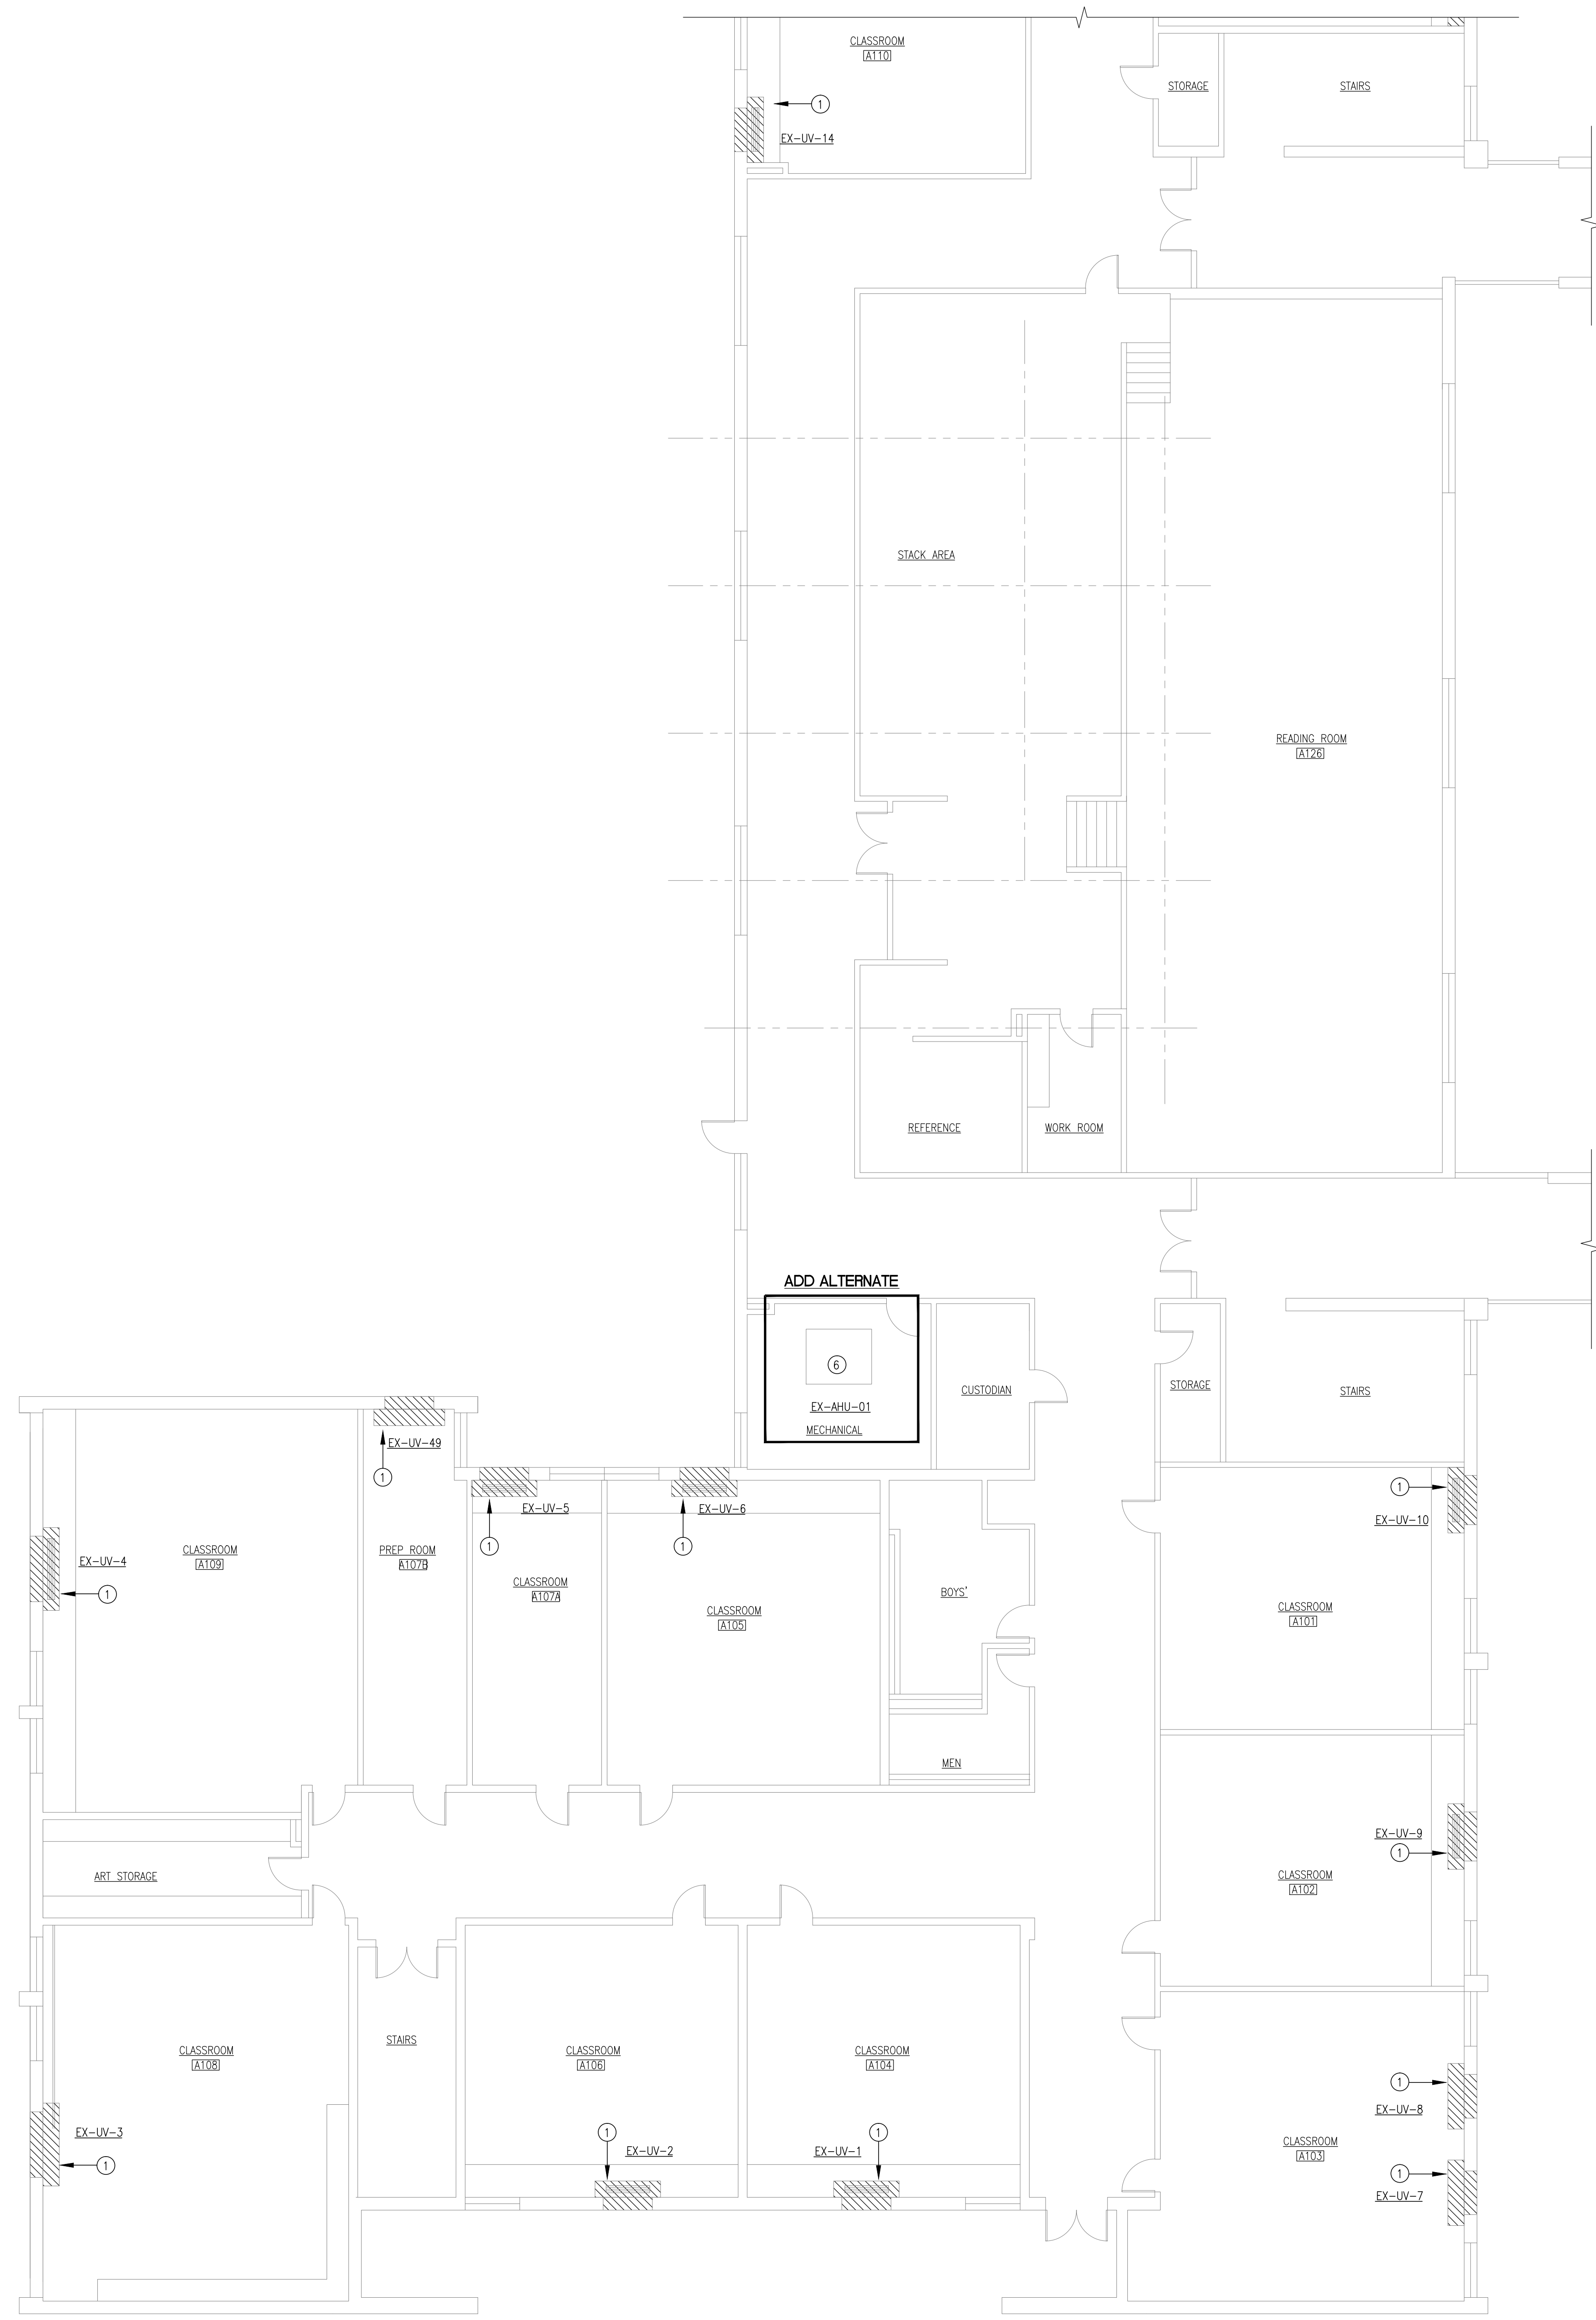 CLASSROOM
A110
1
EX-UV-14
STORAGE
STAIRS
STACK AREA
READING ROOM
A126
REFERENCE
WORK ROOM
ADD ALTERNATE
6
EX-AHU-01
MECHANICAL
CUSTODIAN
STORAGE
STAIRS
EX-UV-49
1
EX-UV-5
1
EX-UV-6
1
1
EX-UV-10
EX-UV-4
1
CLASSROOM
A109
PREP ROOM
A107B
CLASSROOM
A107A
CLASSROOM
A105
BOYS'
CLASSROOM
A101
MEN
EX-UV-9
1
CLASSROOM
A102
ART STORAGE
STAIRS
CLASSROOM
A108
CLASSROOM
A106
CLASSROOM
A104
1
EX-UV-8
EX-UV-3
1
1
EX-UV-2
EX-UV-1
1
CLASSROOM
A103
1
EX-UV-7